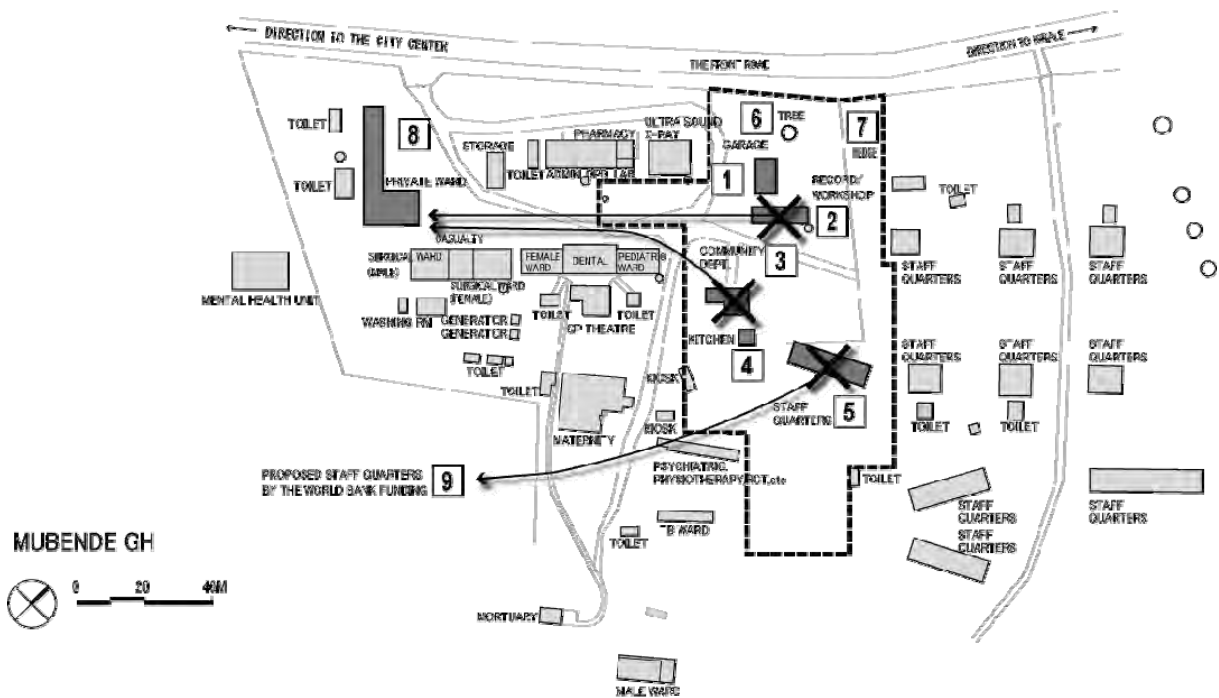 DIRECTION TO THE CITY CENTER
THE FRONT ROAD
DIRECTION TO
TOILET
8
STORAGE
PHARMACY
ULTRA SOUND
X-RAY
6
TREE
7
GARAGE
TOILET
ADMIN.OPD.LAB
1
TOILET
PRIVATE WARD
RECORD/
WORKSHOP
2
TOILET
CASUALTY
SURGICAL WARD
(MALE)
SURGICAL WARD
(FEMALE)
FEMALE
WARD
DENTAL
PEDIATRIC
WARD
COMMUNITY
DEPT.
3
STAFF
QUARTERS
STAFF
QUARTERS
STAFF
QUARTERS
MENTAL HEALTH UNIT
WASHING RM
GENERATOR
GENERATOR
TOILET
OP THEATRE
TOILET
KITCHEN
4
STAFF
QUARTERS
STAFF
QUARTERS
STAFF
QUARTERS
TOILET
TOILET
MATERNITY
KIOSK
KIOSK
STAFF
QUARTERS
5
TOILET
TOILET
PROPOSED STAFF QUARTERS
BY THE WORLD BANK FUNDING
9
PSYCHIATRIC,
PHYSIOTHERAPY,RCT,etc
TOILET
STAFF
QUARTERS
STAFF
QUARTERS
STAFF
QUARTERS
TOILET
TB WARD
MUBENDE GH
0 20 40M
MORTUARY
MALE WARD